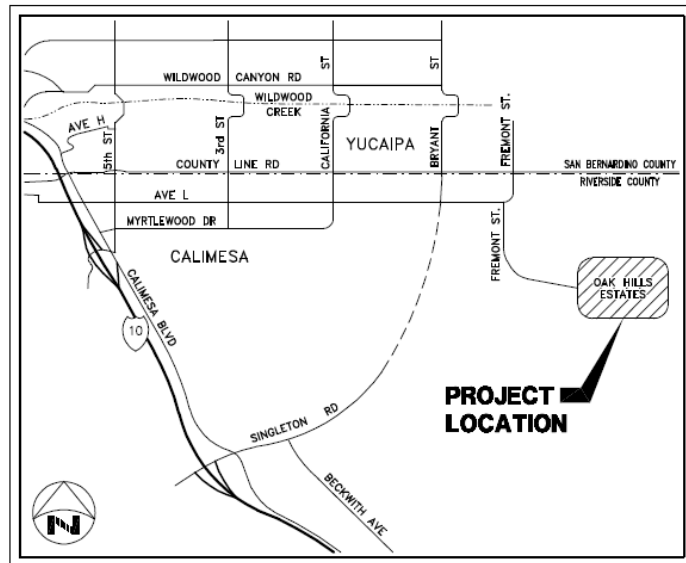 ST
ST
WILDWOOD CANYON RD
WILDWOOD
CREEK
AVE H
5th ST
3rd ST
CALIFORNIA
YUCAIPA
BRYANT
FREMONT ST.
COUNTY LINE RD
SAN BERNARDINO COUNTY
RIVERSIDE COUNTY
AVE L
MYRTLEWOOD DR
CALIMESA
FREMONT ST.
OAK HILLS
ESTATES
CALIMESA BLVD
10
PROJECT
LOCATION
SINGLETON RD
BECKWITH AVE
N